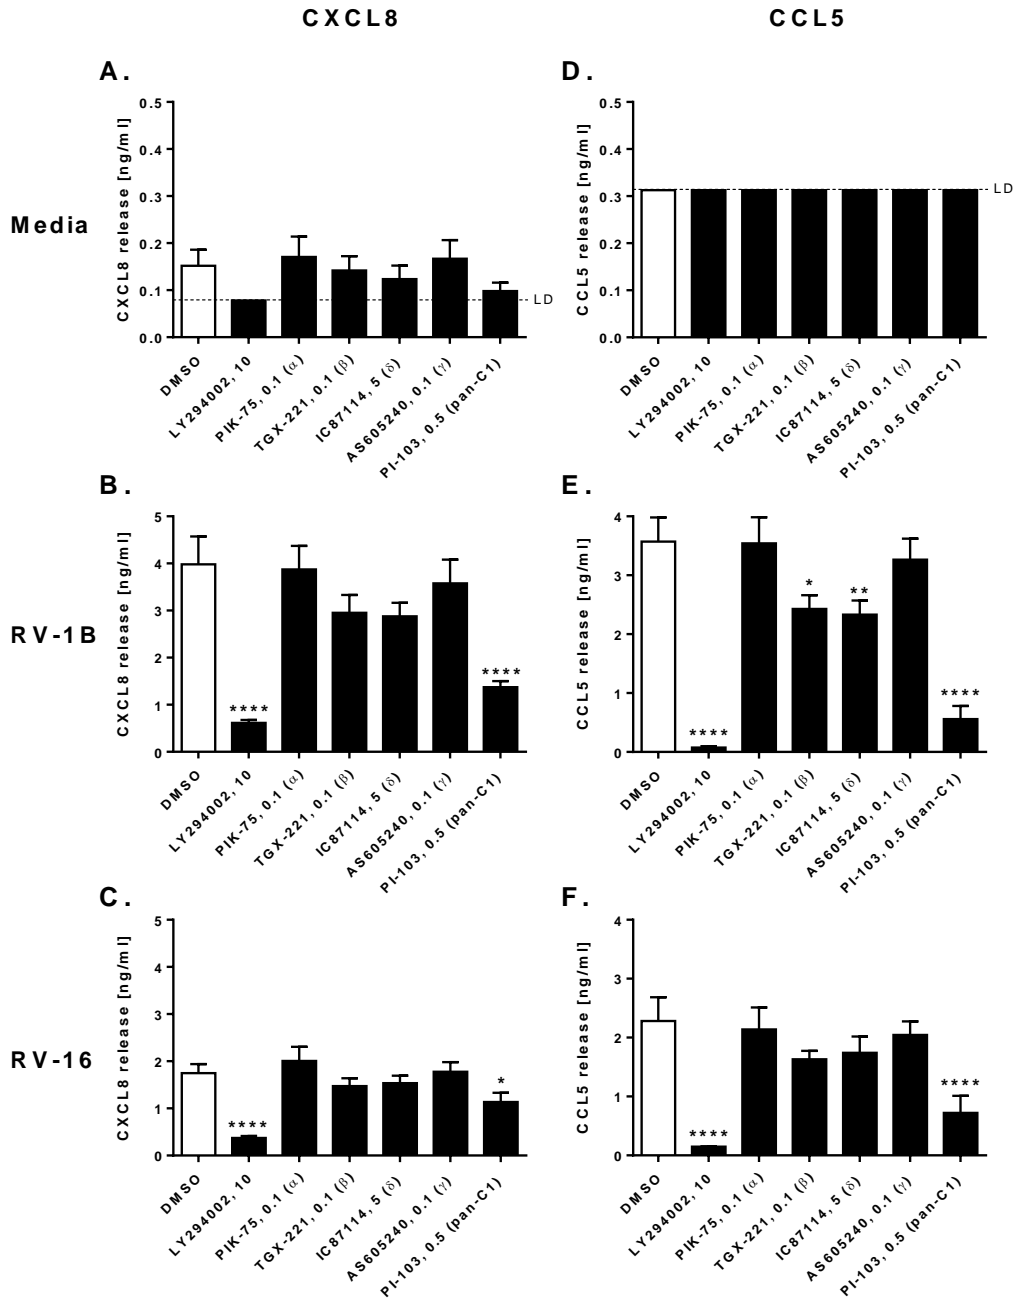 CXCL8
CCL5
Media
RV-1B
RV-16
A.
CXCL8 release [ng/ml]
0.5
0.4
0.3
0.2
0.1
0.0
LD
DMSO
LY294002, 10
PIK-75, 0.1 (α)
TGX-221, 0.1 (β)
IC87114, 5 (δ)
AS605240, 0.1 (γ)
PI-103, 0.5 (pan-C1)
D.
CCL5 release [ng/ml]
0.5
0.4
0.3
0.2
0.1
0.0
LD
DMSO
LY294002, 10
PIK-75, 0.1 (α)
TGX-221, 0.1 (β)
IC87114, 5 (δ)
AS605240, 0.1 (γ)
PI-103, 0.5 (pan-C1)
B.
CXCL8 release [ng/ml]
5
4
3
2
1
0
****
****
DMSO
LY294002, 10
PIK-75, 0.1 (α)
TGX-221, 0.1 (β)
IC87114, 5 (δ)
AS605240, 0.1 (γ)
PI-103, 0.5 (pan-C1)
E.
CCL5 release [ng/ml]
4
3
2
1
0
****
*
**
****
DMSO
LY294002, 10
PIK-75, 0.1 (α)
TGX-221, 0.1 (β)
IC87114, 5 (δ)
AS605240, 0.1 (γ)
PI-103, 0.5 (pan-C1)
C.
CXCL8 release [ng/ml]
5
4
3
2
1
0
****
*
DMSO
LY294002, 10
PIK-75, 0.1 (α)
TGX-221, 0.1 (β)
IC87114, 5 (δ)
AS605240, 0.1 (γ)
PI-103, 0.5 (pan-C1)
F.
CCL5 release [ng/ml]
4
3
2
1
0
****
****
DMSO
LY294002, 10
PIK-75, 0.1 (α)
TGX-221, 0.1 (β)
IC87114, 5 (δ)
AS605240, 0.1 (γ)
PI-103, 0.5 (pan-C1)